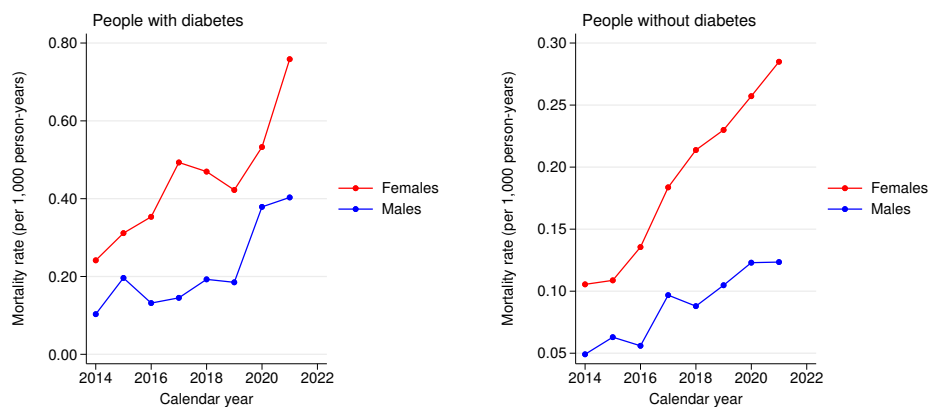 People with diabetes
Mortality rate (per 1,000 person-years)
0.80
0.60
0.40
0.20
0.00
2014 2016 2018 2020 2022
Calendar year
Females
Males
People without diabetes
Mortality rate (per 1,000 person-years)
0.30
0.25
0.20
0.15
0.10
0.05
2014 2016 2018 2020 2022
Calendar year
Females
Males